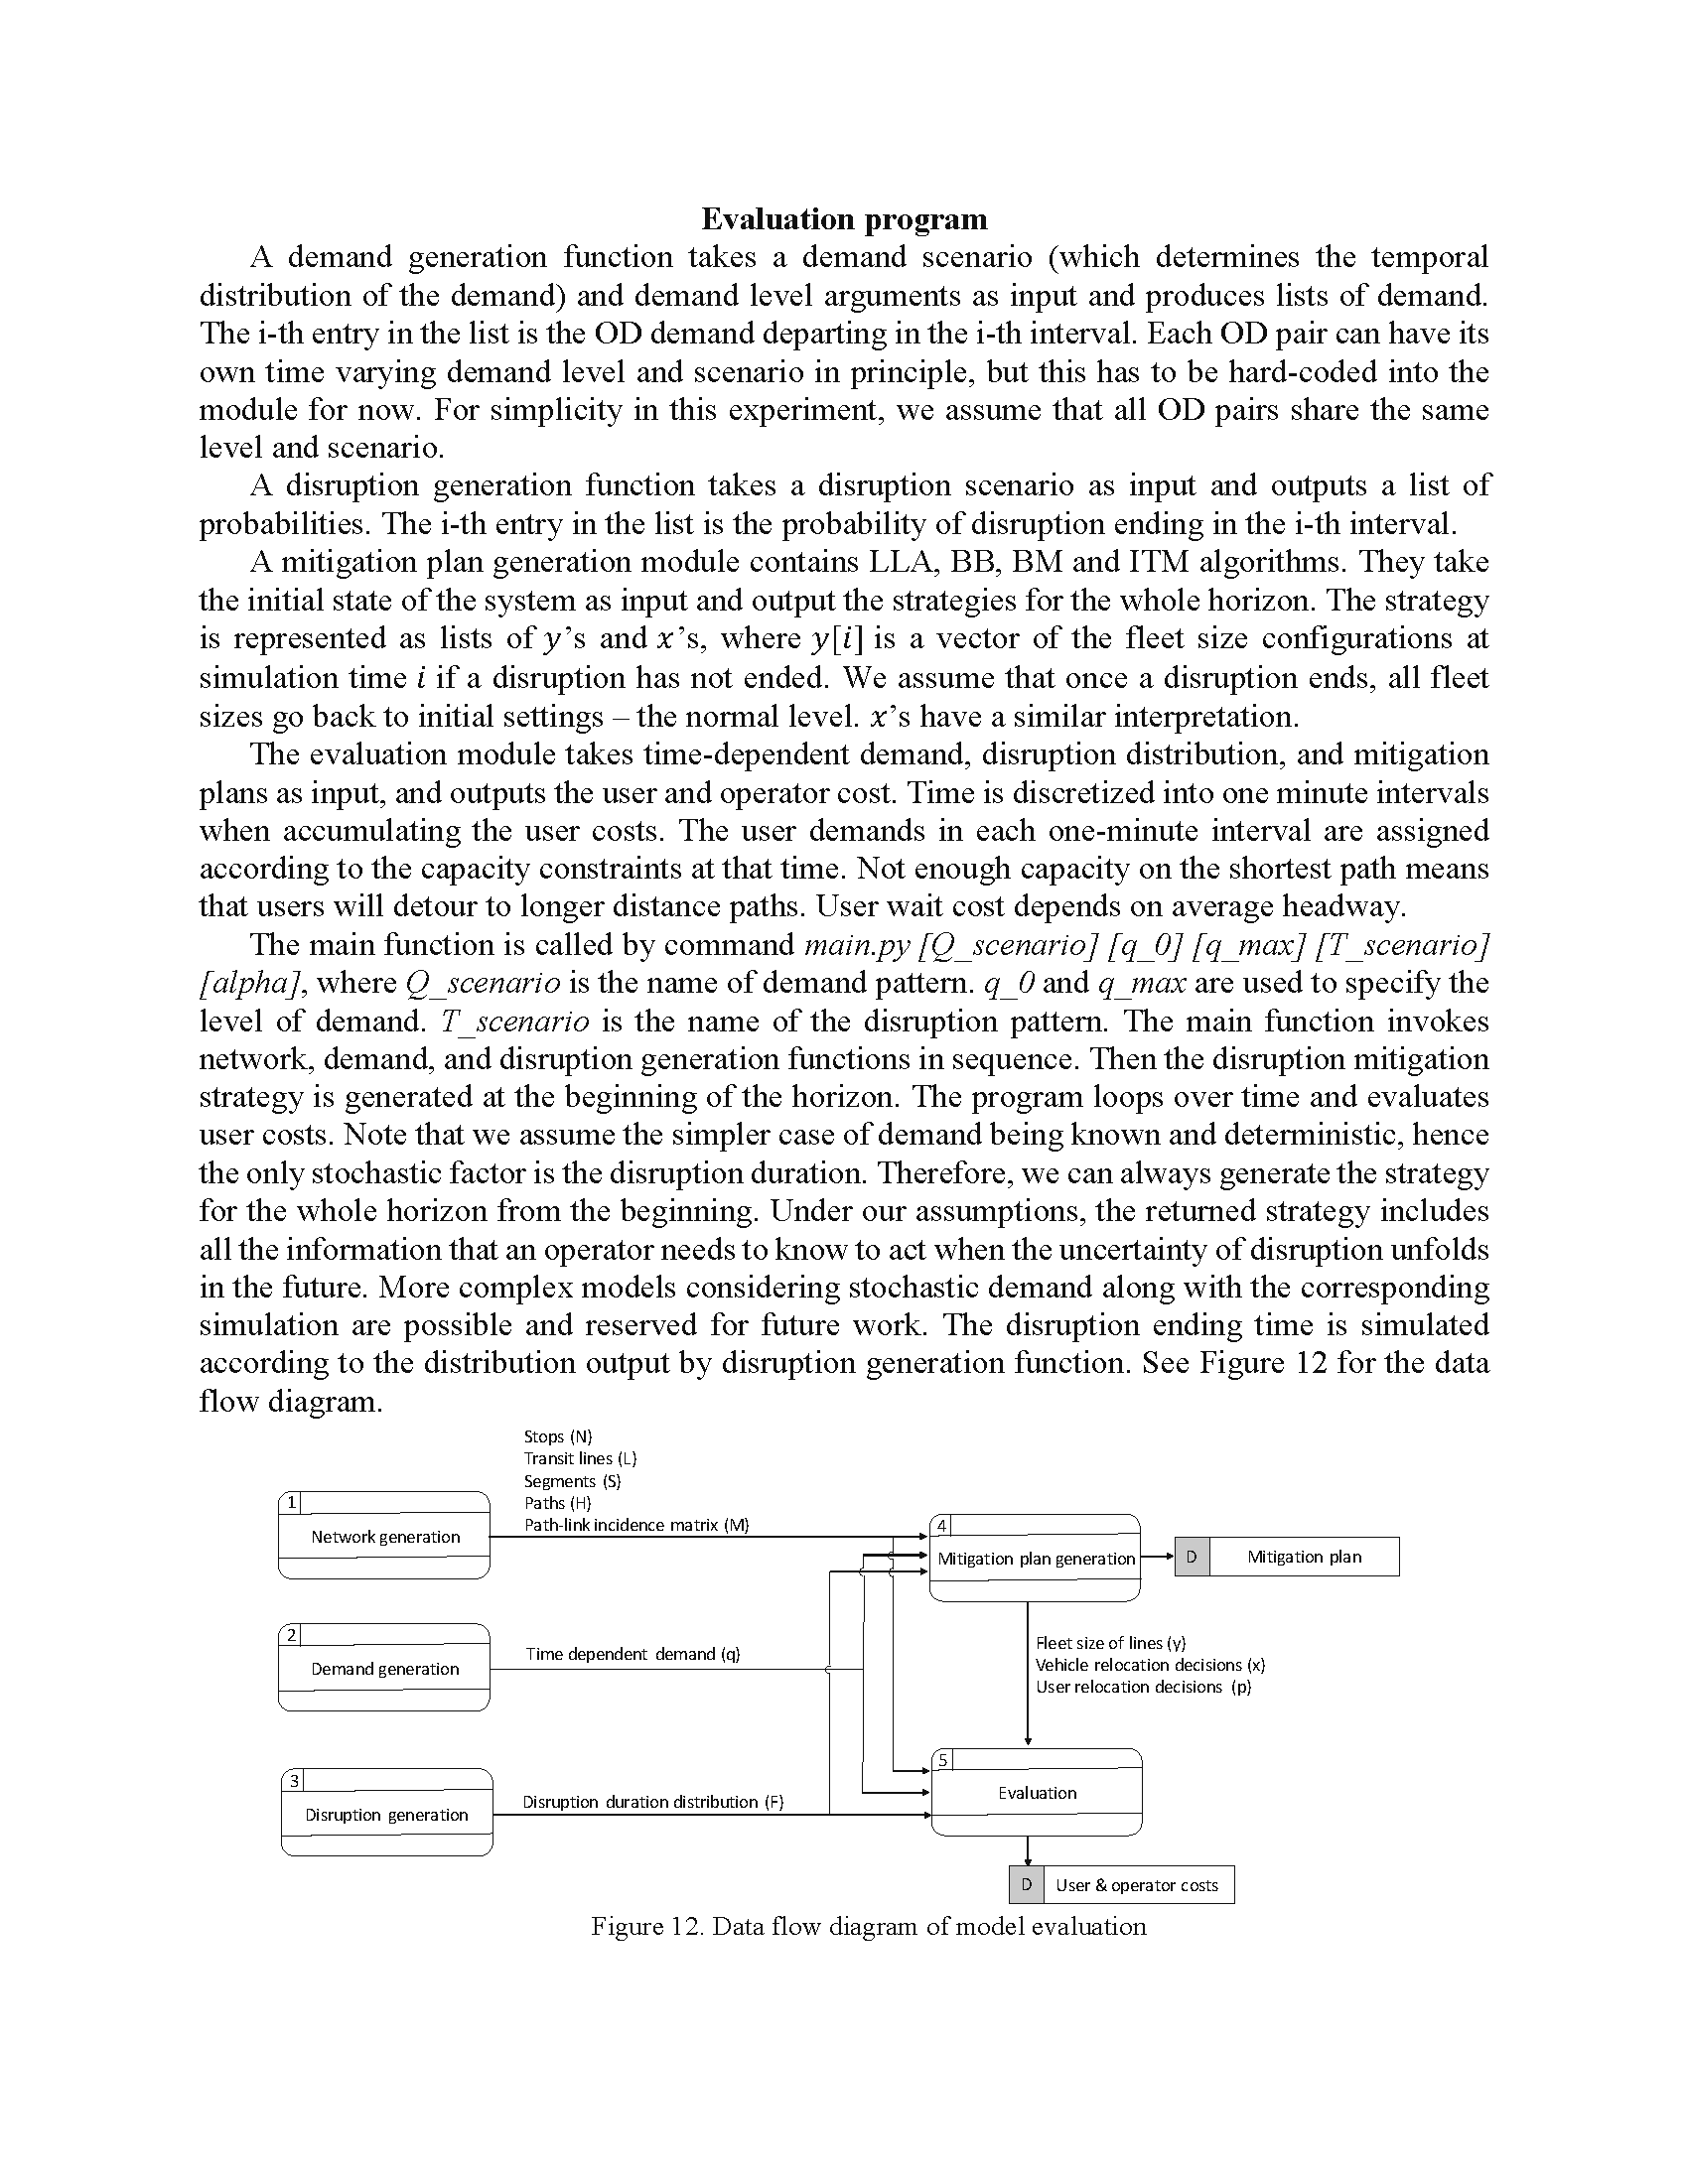 Evaluation program
A demand generation function takes a demand scenario (which determines the temporal
distribution of the demand) and demand level arguments as input and produces lists of demand.
The i-th entry in the list is the OD demand departing in the i-th interval. Each OD pair can have its
own time varying demand level and scenario in principle, but this has to be hard-coded into the
module for now. For simplicity in this experiment, we assume that all OD pairs share the same
level and scenario.
A disruption generation function takes a disruption scenario as input and outputs a list of
probabilities. The i-th entry in the list is the probability of disruption ending in the i-th interval.
A mitigation plan generation module contains LLA, BB, BM and ITM algorithms. They take
the initial state of the system as input and output the strategies for the whole horizon. The strategy
is represented as lists of y’s and x’s, where y[i] is a vector of the fleet size configurations at
simulation time i if a disruption has not ended. We assume that once a disruption ends, all fleet
sizes go back to initial settings – the normal level. x’s have a similar interpretation.
The evaluation module takes time-dependent demand, disruption distribution, and mitigation
plans as input, and outputs the user and operator cost. Time is discretized into one minute intervals
when accumulating the user costs. The user demands in each one-minute interval are assigned
according to the capacity constraints at that time. Not enough capacity on the shortest path means
that users will detour to longer distance paths. User wait cost depends on average headway.
The main function is called by command main.py [Q_scenario] [q_0] [q_max] [T_scenario]
[alpha], where Q_scenario is the name of demand pattern. q_0 and q_max are used to specify the
level of demand. T_scenario is the name of the disruption pattern. The main function invokes
network, demand, and disruption generation functions in sequence. Then the disruption mitigation
strategy is generated at the beginning of the horizon. The program loops over time and evaluates
user costs. Note that we assume the simpler case of demand being known and deterministic, hence
the only stochastic factor is the disruption duration. Therefore, we can always generate the strategy
for the whole horizon from the beginning. Under our assumptions, the returned strategy includes
all the information that an operator needs to know to act when the uncertainty of disruption unfolds
in the future. More complex models considering stochastic demand along with the corresponding
simulation are possible and reserved for future work. The disruption ending time is simulated
according to the distribution output by disruption generation function. See Figure 12 for the data
flow diagram.
Stops (N)
Transit lines (L)
Segments (S)
Paths (H)
Path-link incidence matrix (M)
1
Network generation
4
Mitigation plan generation
D
Mitigation plan
2
Demand generation
Time dependent demand (q)
Fleet size of lines (y)
Vehicle relocation decisions (x)
User relocation decisions (p)
3
Disruption generation
Disruption duration distribution (F)
5
Evaluation
D
User & operator costs
Figure 12. Data flow diagram of model evaluation